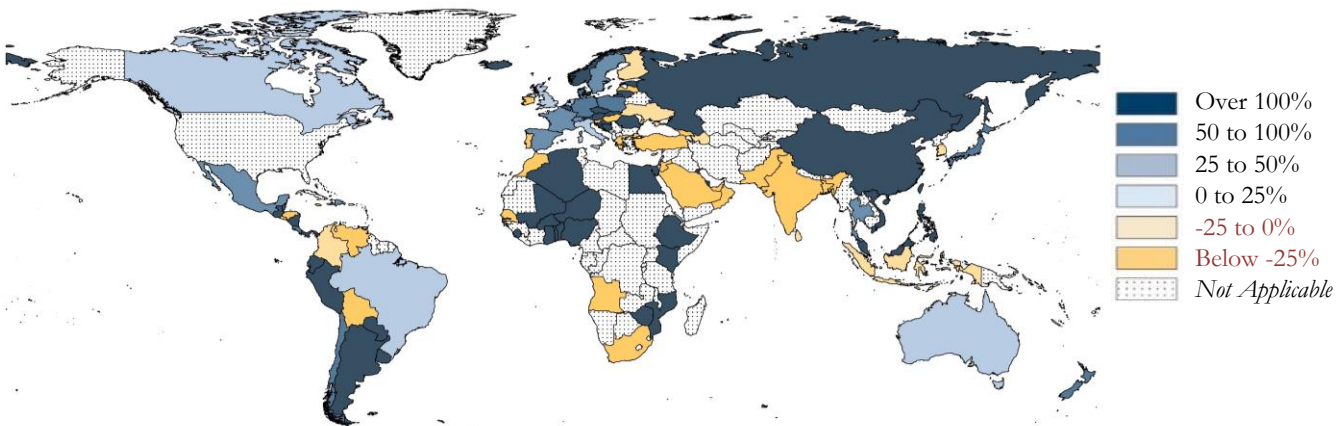 Over 100%
50 to 100%
25 to 50%
0 to 25%
-25 to 0%
Below -25%
Not Applicable